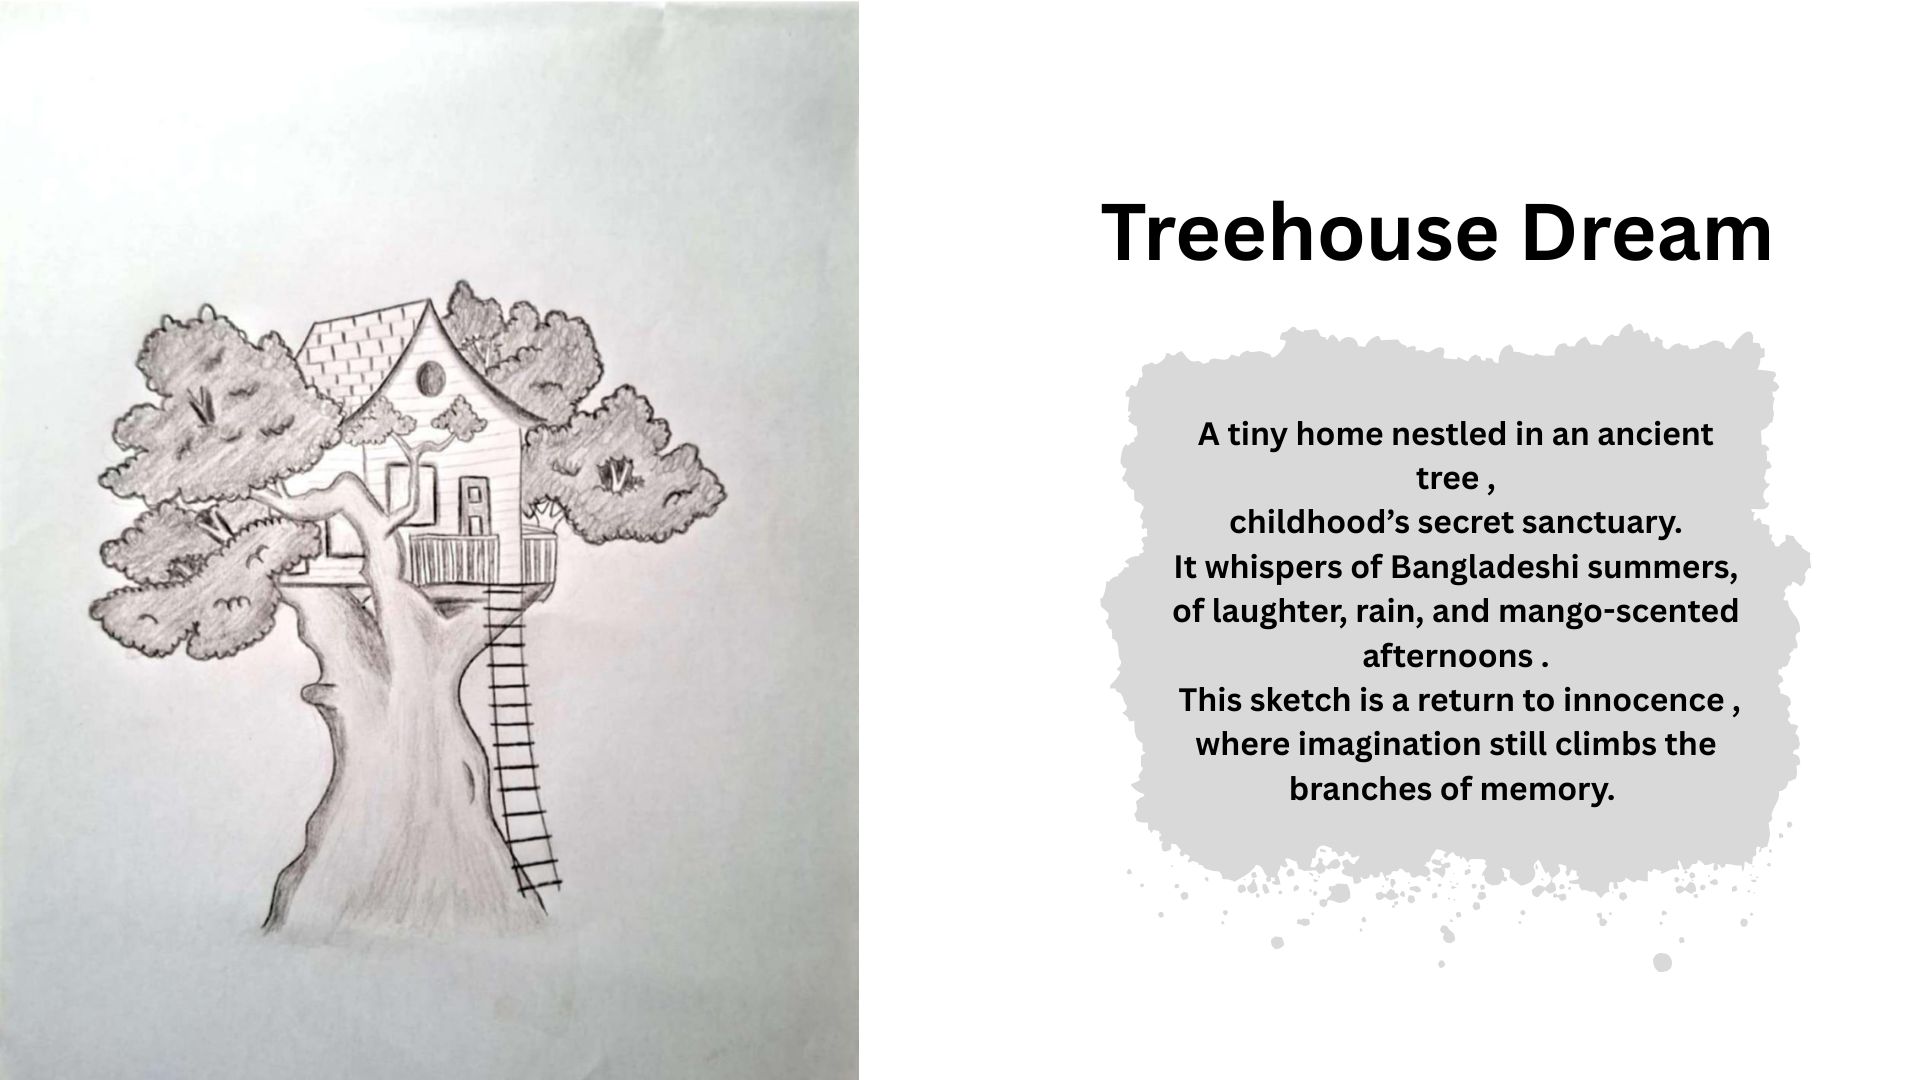 Treehouse Dream
A tiny home nestled in an ancient
tree ,
childhood’s secret sanctuary.
It whispers of Bangladeshi summers,
of laughter, rain, and mango-scented
afternoons .
This sketch is a return to innocence ,
where imagination still climbs the
branches of memory.